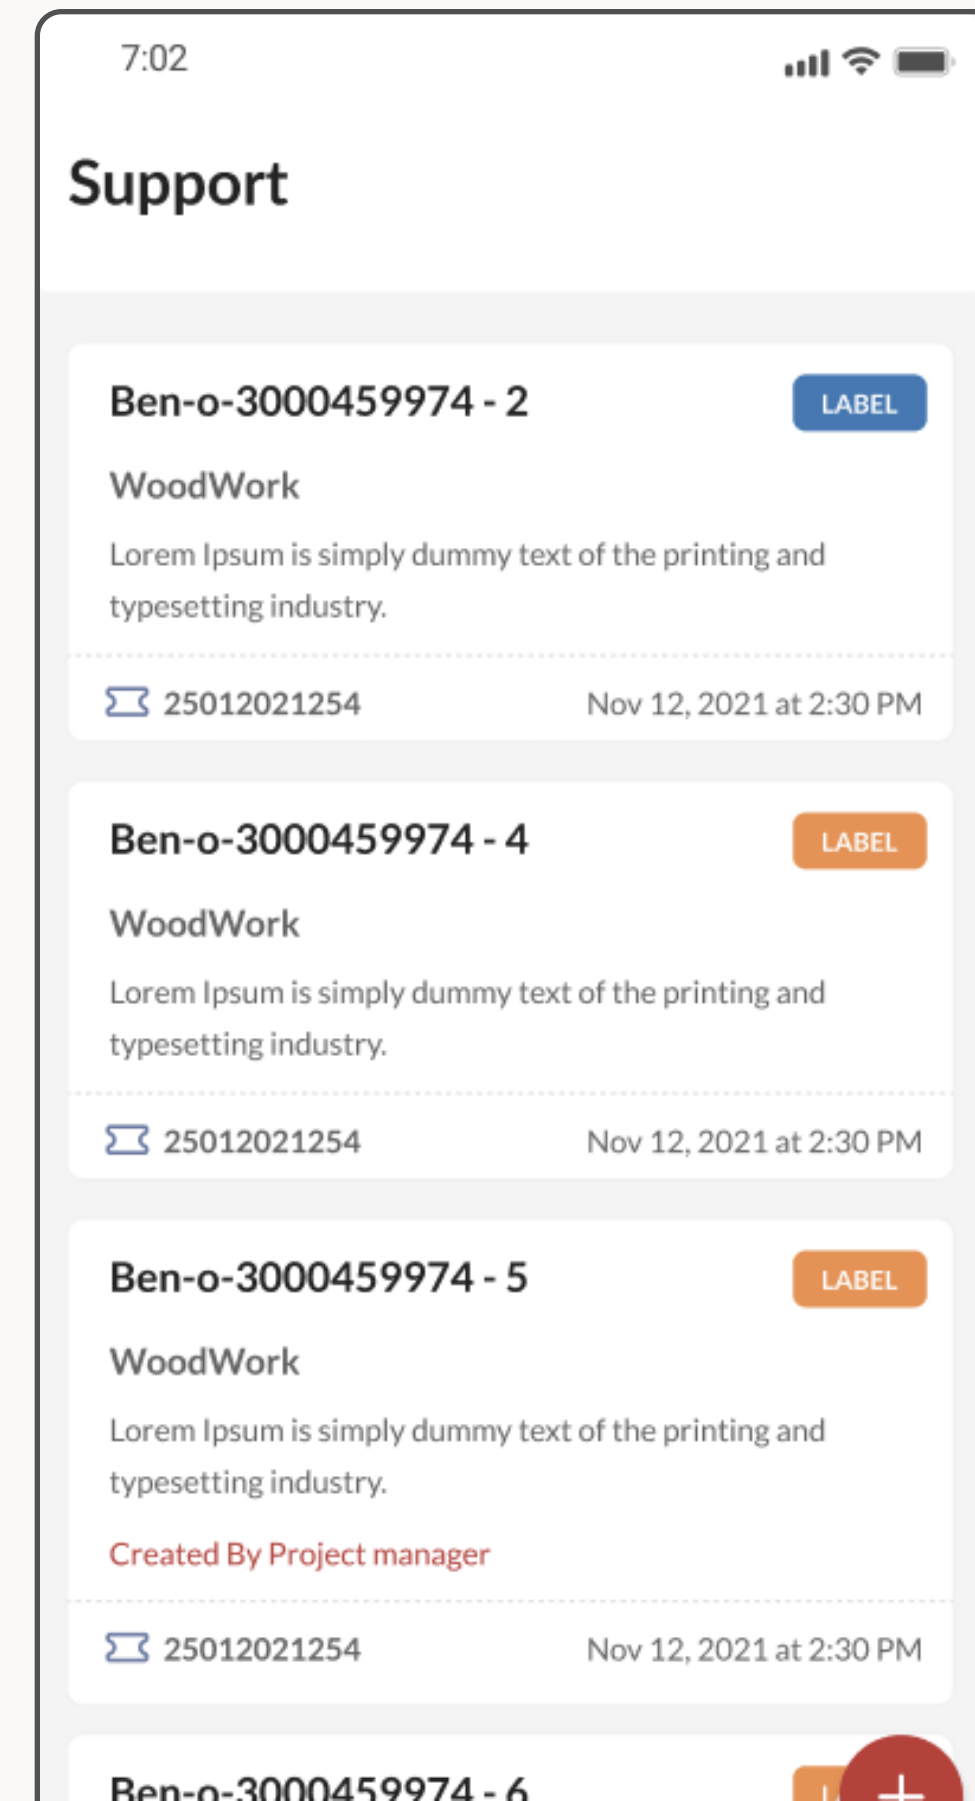 7:02
Support
Ben-o-3000459974 - 2
LABEL
WoodWork
Lorem Ipsum is simply dummy text of the printing and
typesetting industry.
25012021254
Nov 12, 2021 at 2:30 PM
Ben-o-3000459974 - 4
LABEL
WoodWork
Lorem Ipsum is simply dummy text of the printing and
typesetting industry.
25012021254
Nov 12, 2021 at 2:30 PM
Ben-o-3000459974 - 5
LABEL
WoodWork
Lorem Ipsum is simply dummy text of the printing and
typesetting industry.
Created By Project manager
25012021254
Nov 12, 2021 at 2:30 PM
Ben-o-3000459974 - 6